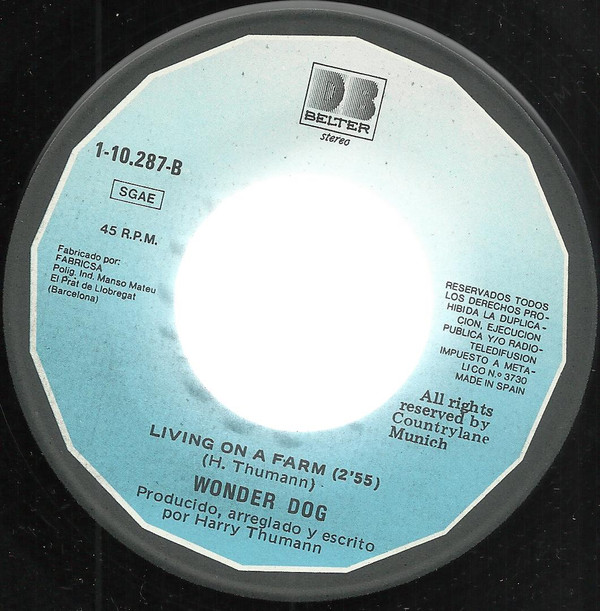 DB
BELTER
stereo
1-10.287-B
SGAE
45 R.P.M.
Fabricado por:
FABRICSA
Polig. Ind. Manso Mateu
El Prat de Llobregat
(Barcelona)
RESERVADOS TODOS
LOS DERECHOS PRO-
HIBIDA LA DUPLICA-
CION, EJECUCION
PUBLICA Y/O RADIO-
TELEDIFUSION
IMPUESTO A META-
LICO N.º 3730
MADE IN SPAIN
All rights
reserved by
Countrylane
Munich
LIVING ON A FARM (2'55)
(H. Thumann)
WONDER DOG
Producido, arreglado y escrito
por Harry Thumann